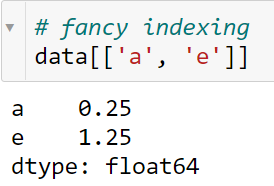 # fancy indexing
data[['a', 'e']]
a    0.25
e    1.25
dtype: float64